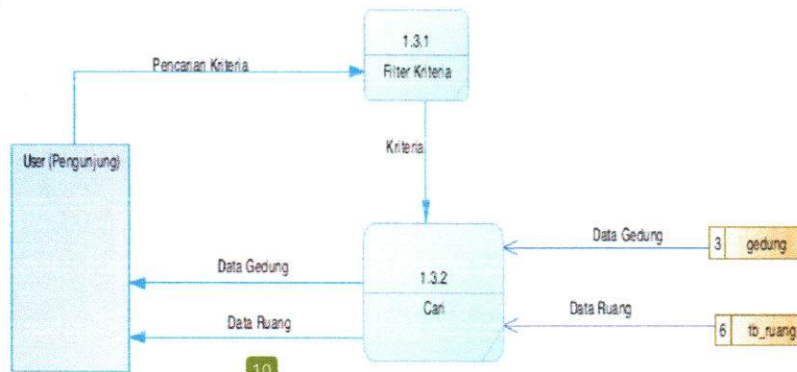 1.3.1
Filter Kriteria
Pencarian Kriteria
User (Pengunjung)
Kriteria
Data Gedung
3 gedung
Data Gedung
1.3.2
Cari
Data Ruang
6 tb_ruang
Data Ruang
10